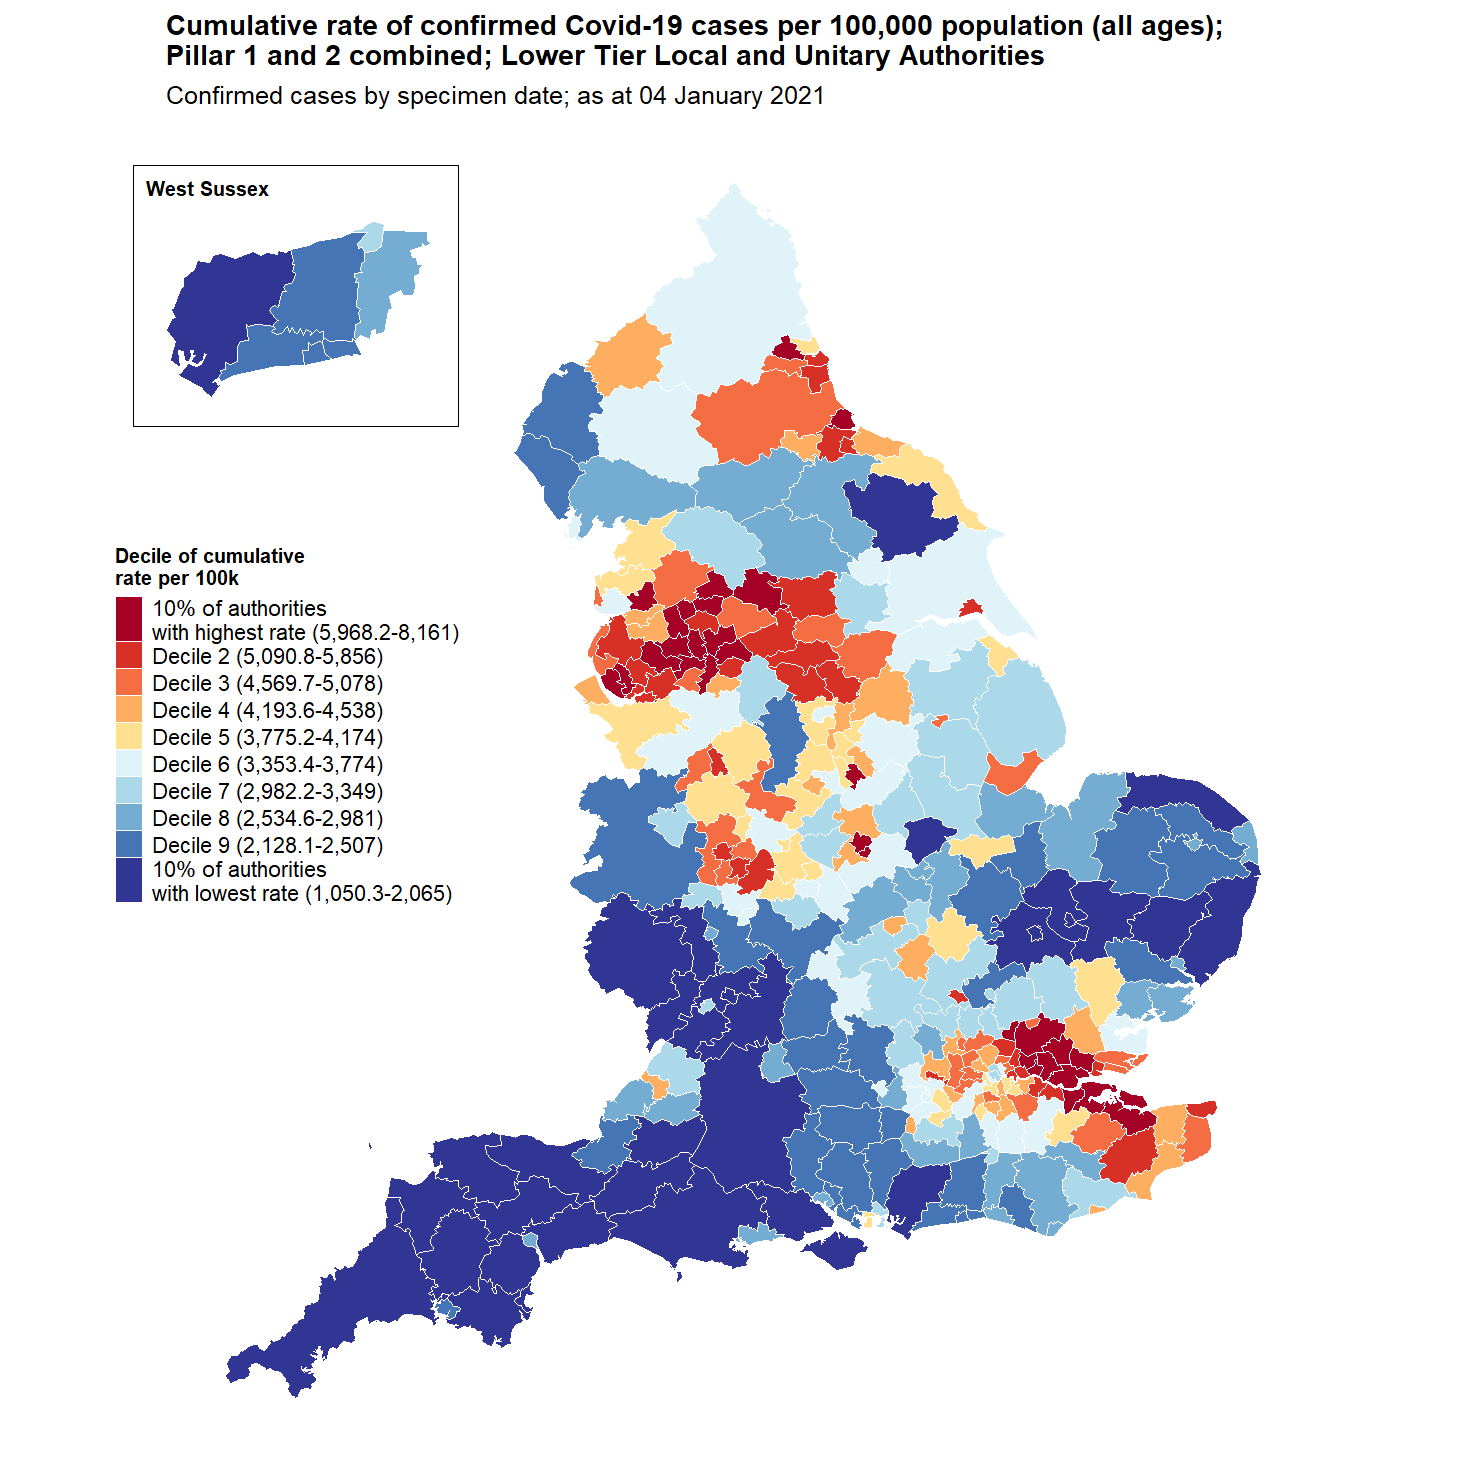 Cumulative rate of confirmed Covid-19 cases per 100,000 population (all ages);
Pillar 1 and 2 combined; Lower Tier Local and Unitary Authorities
Confirmed cases by specimen date; as at 04 January 2021
West Sussex
Decile of cumulative
rate per 100k
10% of authorities
with highest rate (5,968.2-8,161)
Decile 2 (5,090.8-5,856)
Decile 3 (4,569.7-5,078)
Decile 4 (4,193.6-4,538)
Decile 5 (3,775.2-4,174)
Decile 6 (3,353.4-3,774)
Decile 7 (2,982.2-3,349)
Decile 8 (2,534.6-2,981)
Decile 9 (2,128.1-2,507)
10% of authorities
with lowest rate (1,050.3-2,065)